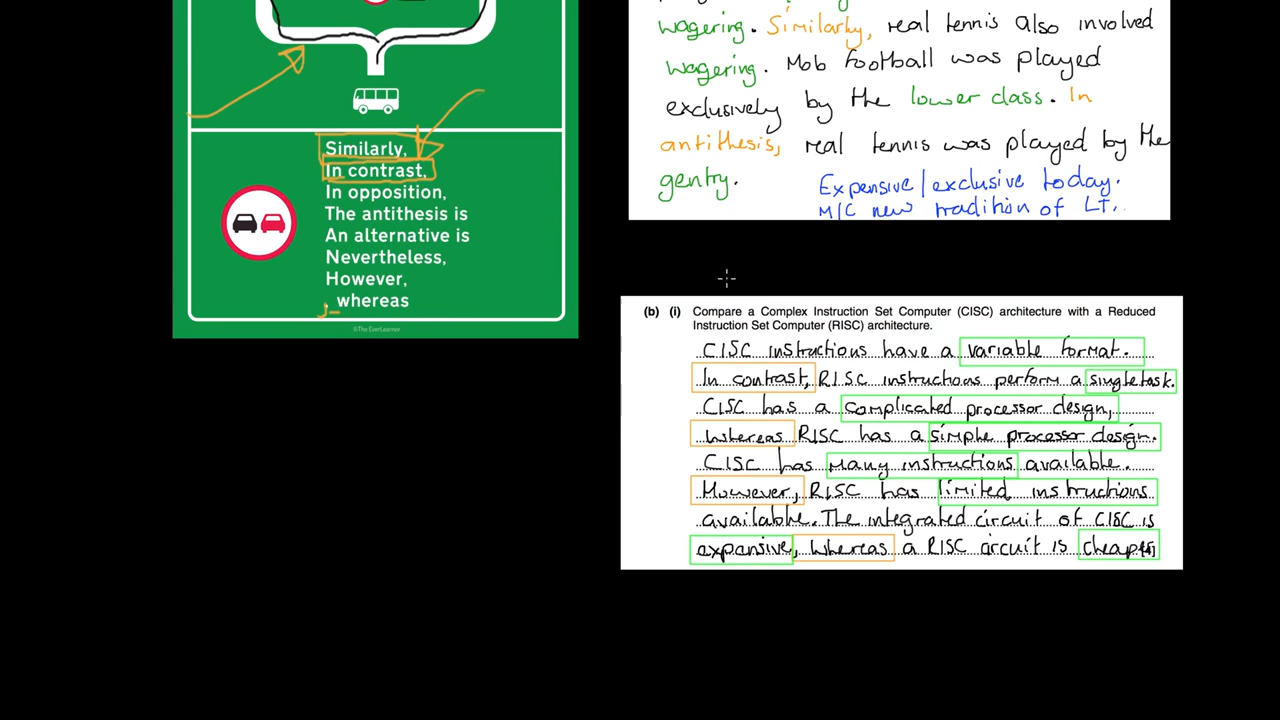 Similarly,
In contrast,
In opposition,
The antithesis is
An alternative is
Nevertheless,
However,
whereas
©The EverLearner
wagering. Similarly, real tennis also involved
wagering. Mob football was played
exclusively by the lower class. In
antithesis, real tennis was played by the
gentry.
Expensive/exclusive today.
M/C new tradition of LT.
(b) (i) Compare a Complex Instruction Set Computer (CISC) architecture with a Reduced
Instruction Set Computer (RISC) architecture.
CISC instructions have a variable format.
In contrast, RISC instructions perform a single task.
CISC has a complicated processor design,
whereas RISC has a simple processor design.
CISC has many instructions available.
However, RISC has limited instructions
available. The integrated circuit of CISC is
expensive, whereas a RISC circuit is cheaper.